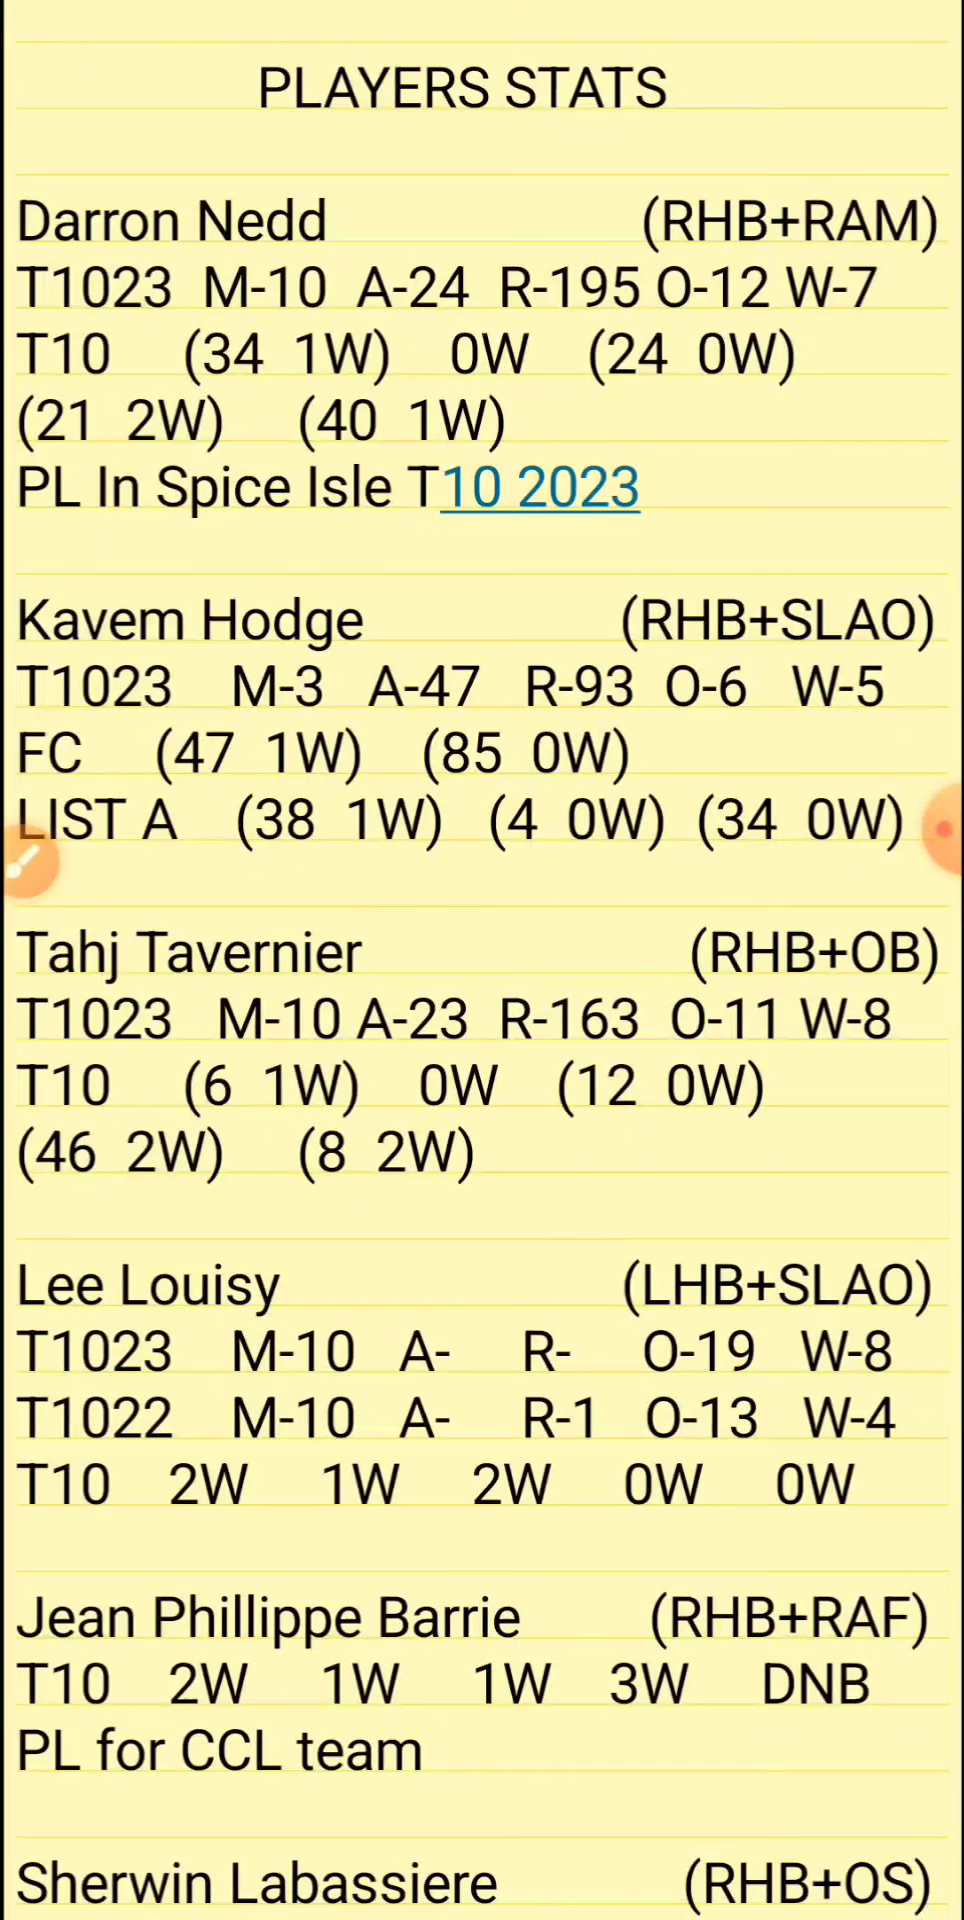 PLAYERS STATS
Darron Nedd (RHB+RAM)
T1023 M-10 A-24 R-195 O-12 W-7
T10 (34 1W) 0W (24 0W)
(21 2W) (40 1W)
PL In Spice Isle T10 2023
Kavem Hodge (RHB+SLAO)
T1023 M-3 A-47 R-93 O-6 W-5
FC (47 1W) (85 0W)
LIST A (38 1W) (4 0W) (34 0W)
Tahj Tavernier (RHB+OB)
T1023 M-10 A-23 R-163 O-11 W-8
T10 (6 1W) 0W (12 0W)
(46 2W) (8 2W)
Lee Louisy (LHB+SLAO)
T1023 M-10 A- R- O-19 W-8
T1022 M-10 A- R-1 O-13 W-4
T10 2W 1W 2W 0W 0W
Jean Phillippe Barrie (RHB+RAF)
T10 2W 1W 1W 3W DNB
PL for CCL team
Sherwin Labassiere (RHB+OS)